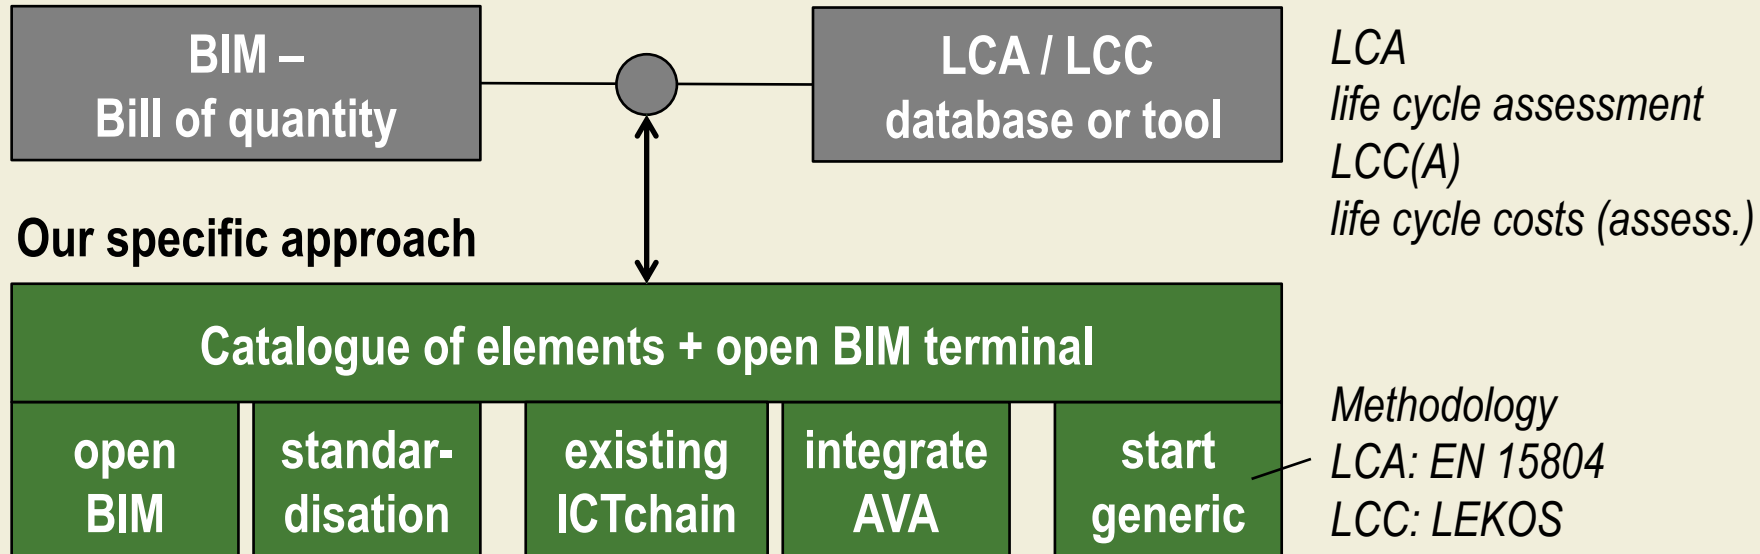 BIM –
Bill of quantity
LCA / LCC
database or tool
LCA
life cycle assessment
LCC(A)
life cycle costs (assess.)
Our specific approach
Catalogue of elements + open BIM terminal
open
BIM
standar-
disation
existing
ICTchain
integrate
AVA
start
generic
Methodology
LCA: EN 15804
LCC: LEKOS